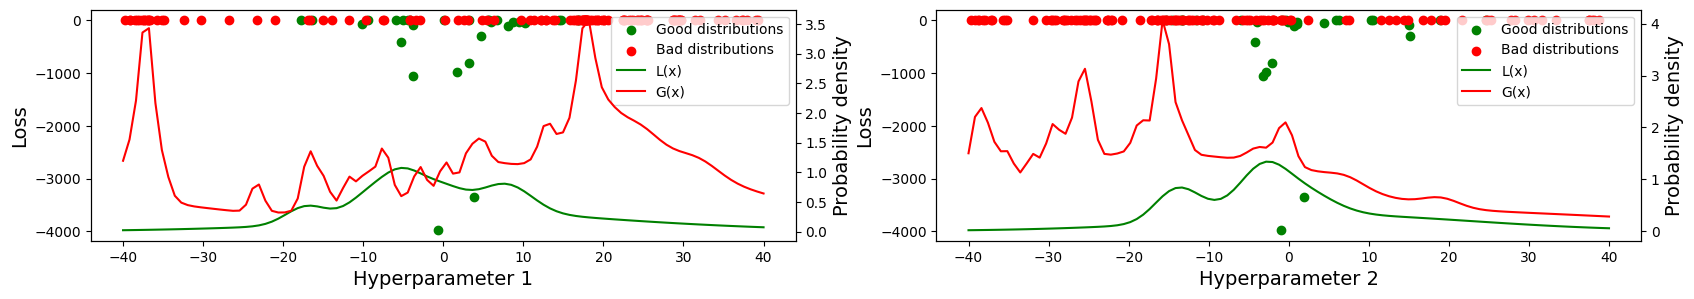 0
−1000
−2000
−3000
−4000
Loss
−40 −30 −20 −10 0 10 20 30 40
Hyperparameter 1
3.5
3.0
2.5
2.0
1.5
1.0
0.5
0.0
Probability density
Good distributions
Bad distributions
L(x)
G(x)
0
−1000
−2000
−3000
−4000
Loss
−40 −30 −20 −10 0 10 20 30 40
Hyperparameter 2
4
3
2
1
0
Probability density
Good distributions
Bad distributions
L(x)
G(x)